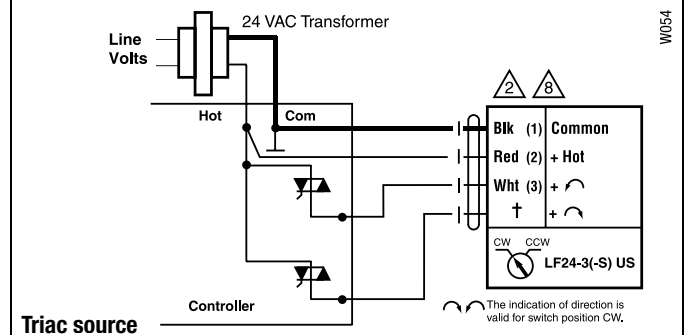 24 VAC Transformer
Line
Volts
W054
Hot
Com
2
8
Blk (1) Common
Red (2) + Hot
Wht (3) +
† +
CW CCW
LF24-3(-S) US
Controller
The indication of direction is
valid for switch position CW.
Triac source